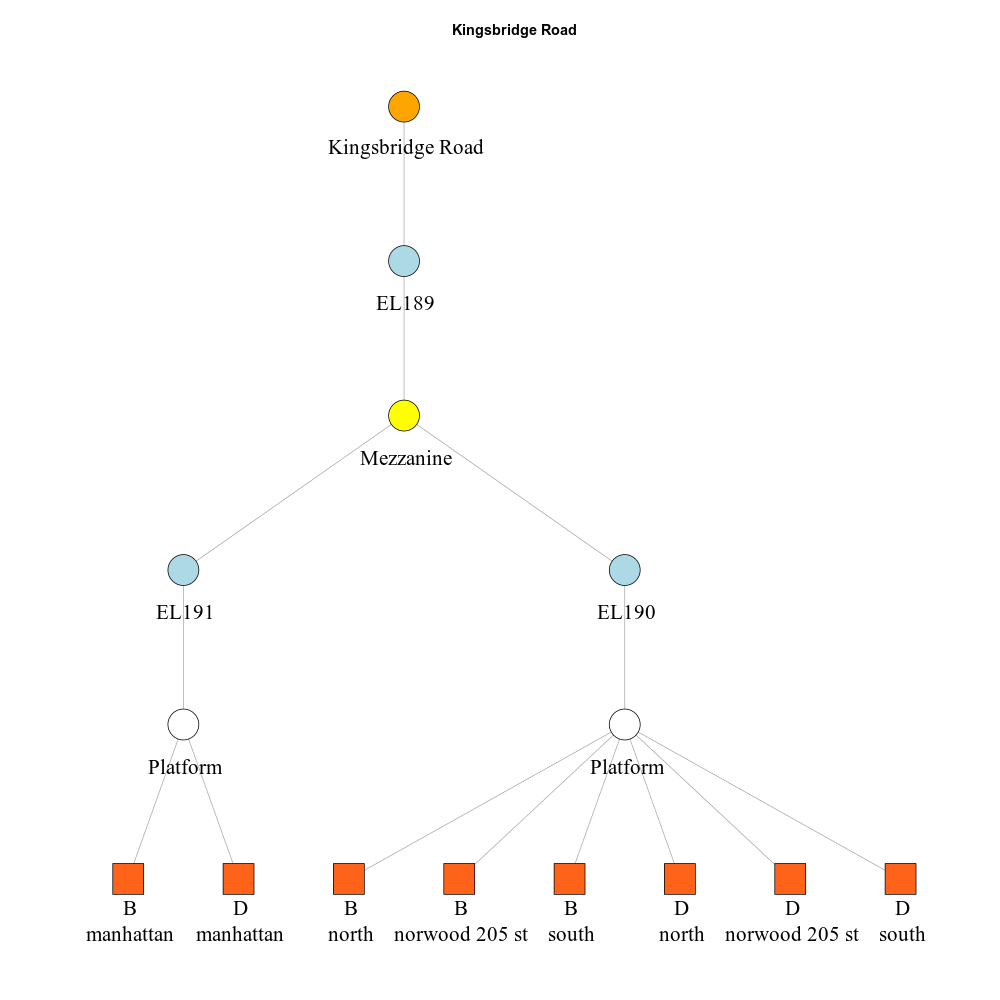 Kingsbridge Road
Kingsbridge Road
EL189
Mezzanine
EL191
EL190
Platform
Platform
B
manhattan
D
manhattan
B
north
B
norwood 205 st
B
south
D
north
D
norwood 205 st
D
south